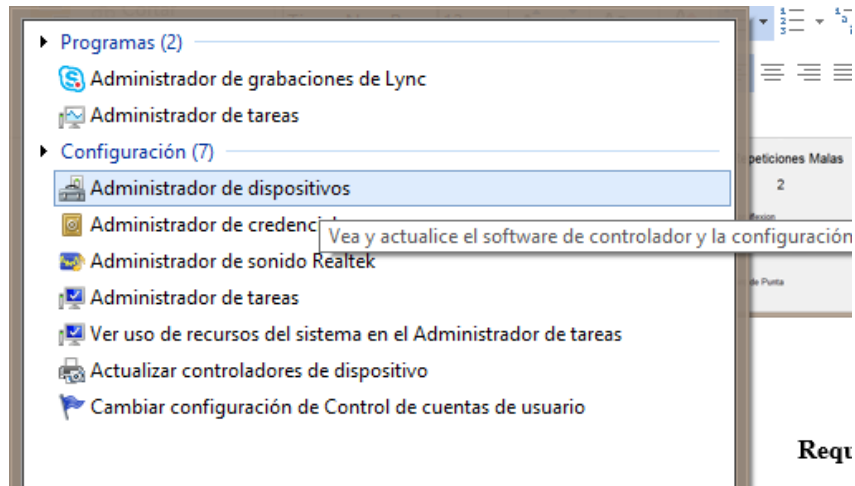 Programas (2)
Administrador de grabaciones de Lync
Administrador de tareas
Configuración (7)
Administrador de dispositivos
Administrador de
Vea y actualice el software de controlador y la configuración
Administrador de sonido Realtek
Administrador de tareas
Ver uso de recursos del sistema en el Administrador de tareas
Actualizar controladores de dispositivo
Cambiar configuración de Control de cuentas de usuario
Malas
2
de Punta